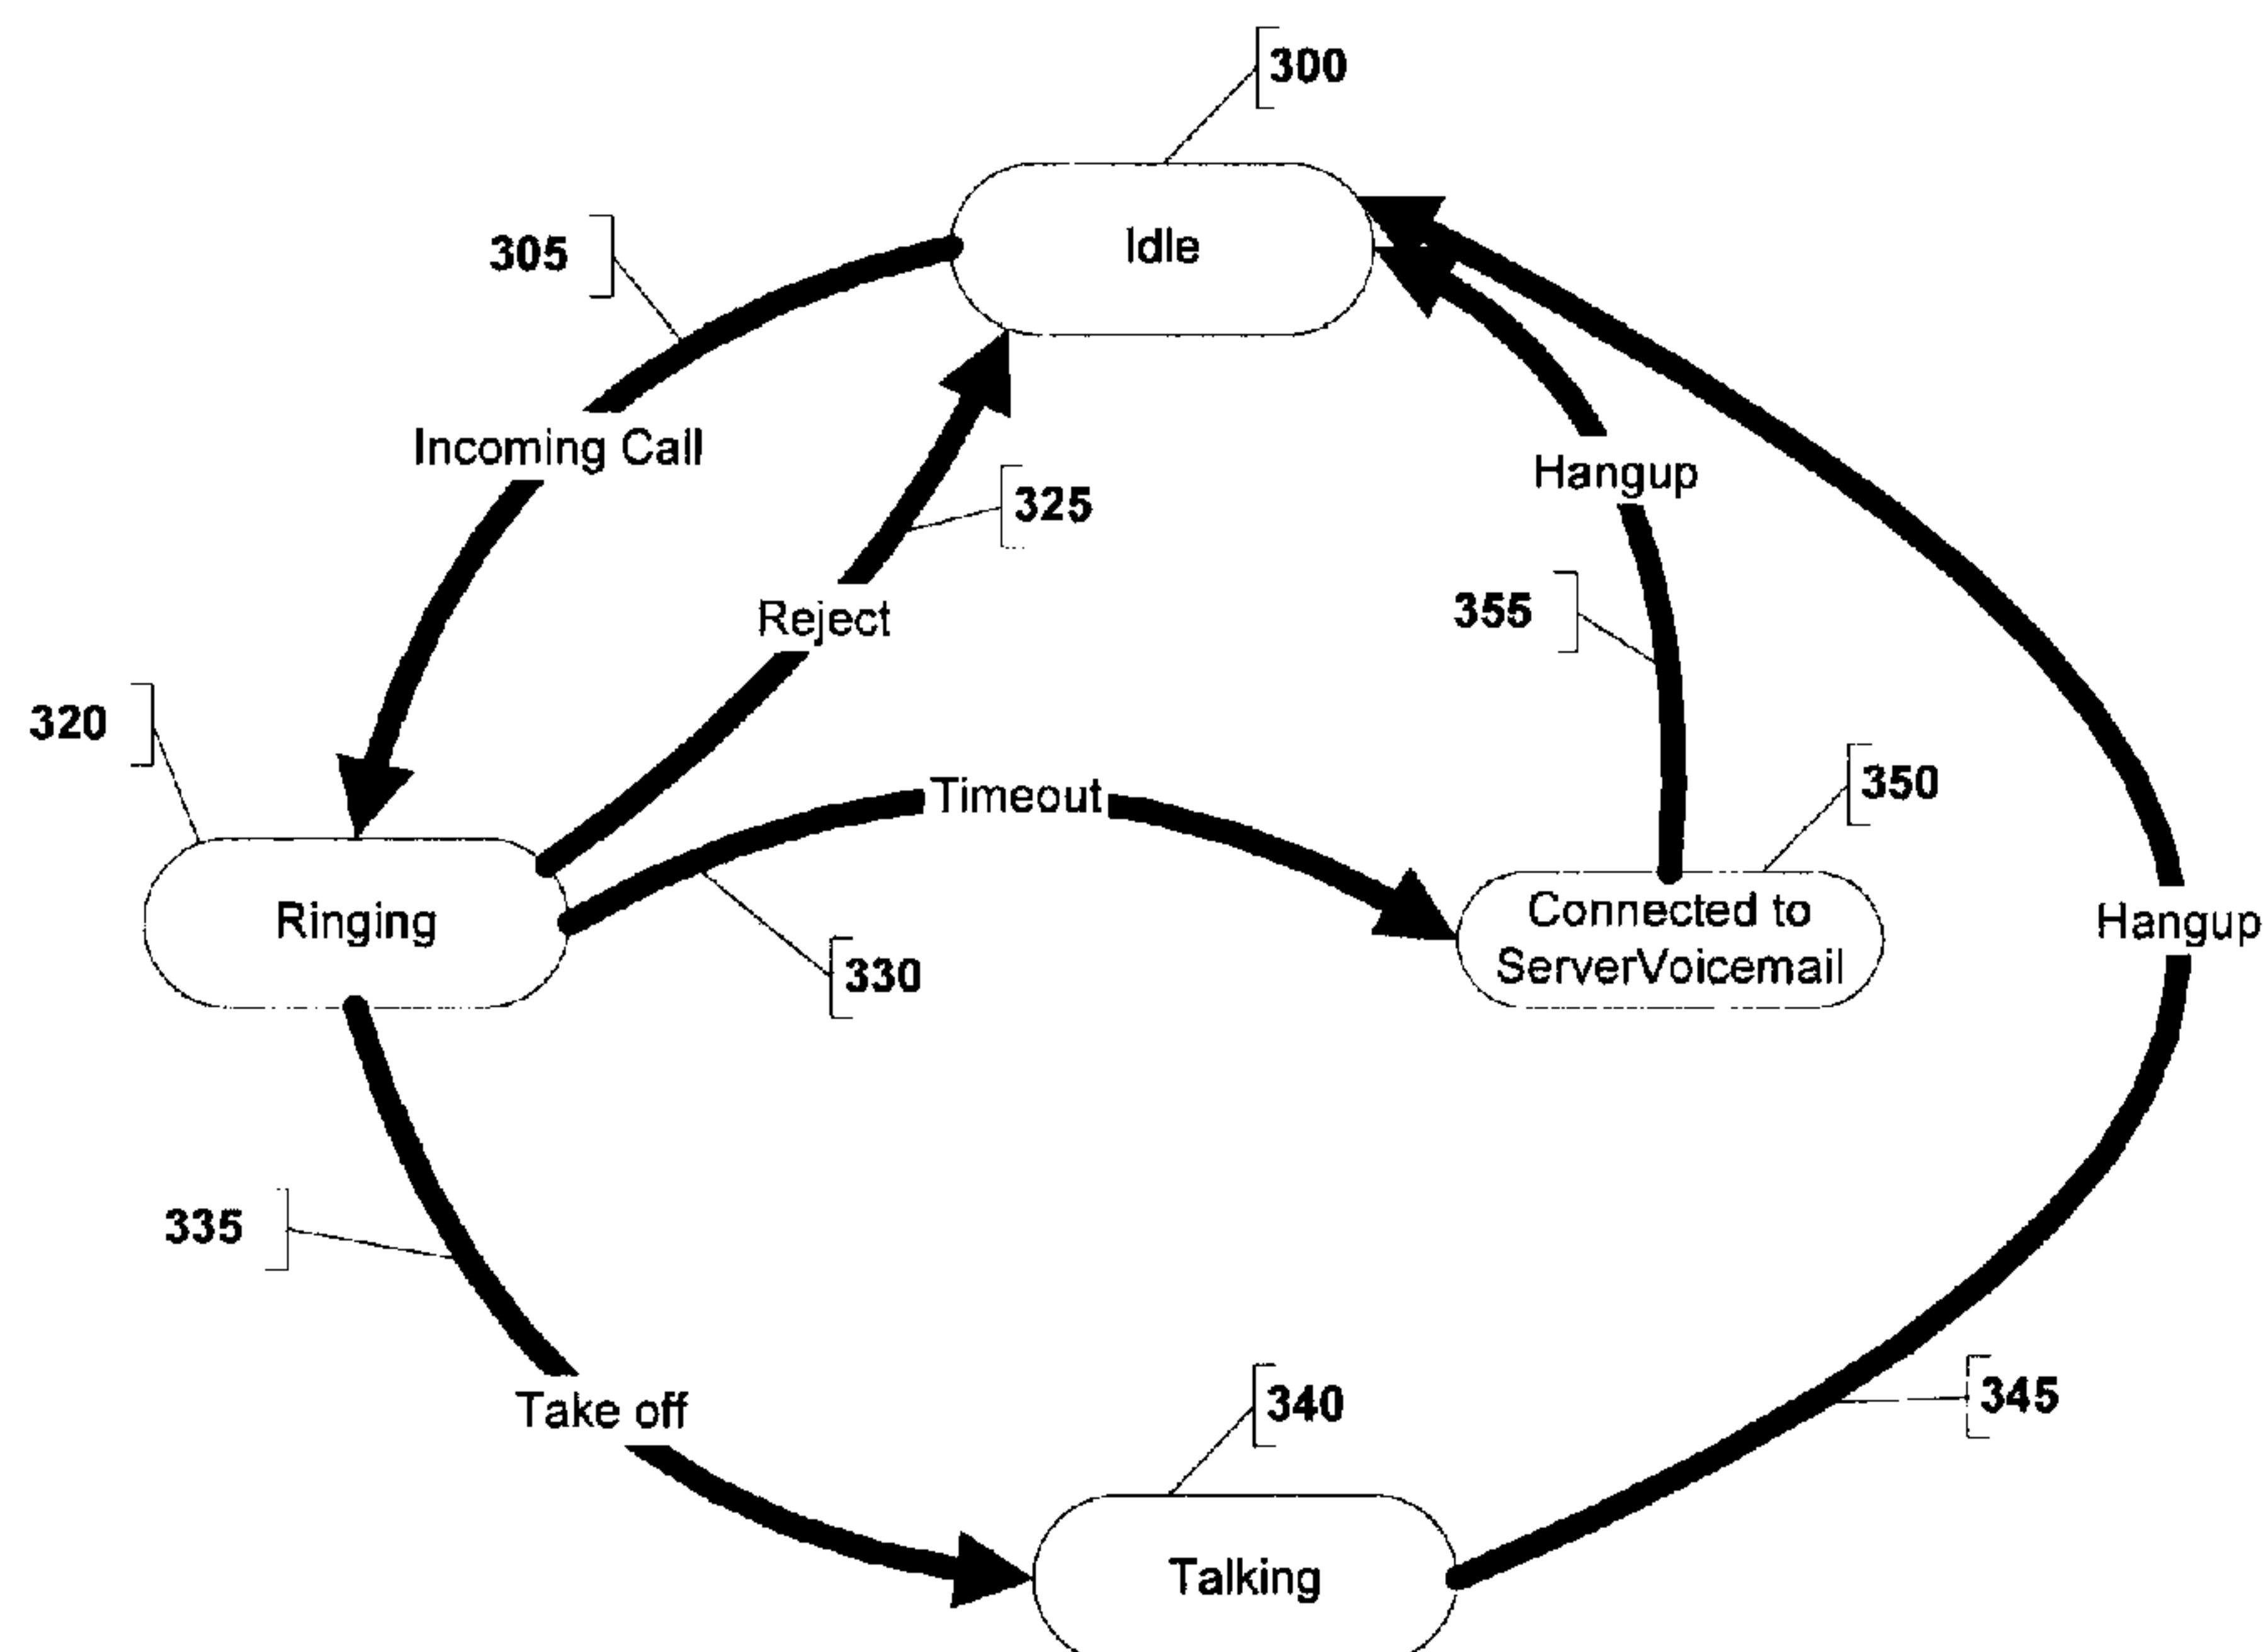 300
305
Idle
Incoming Call
Hangup
325
Reject
355
320
Timeout
350
Ringing
Connected to
ServerVoicemail
Hangup
330
335
Take off
340
345
Talking